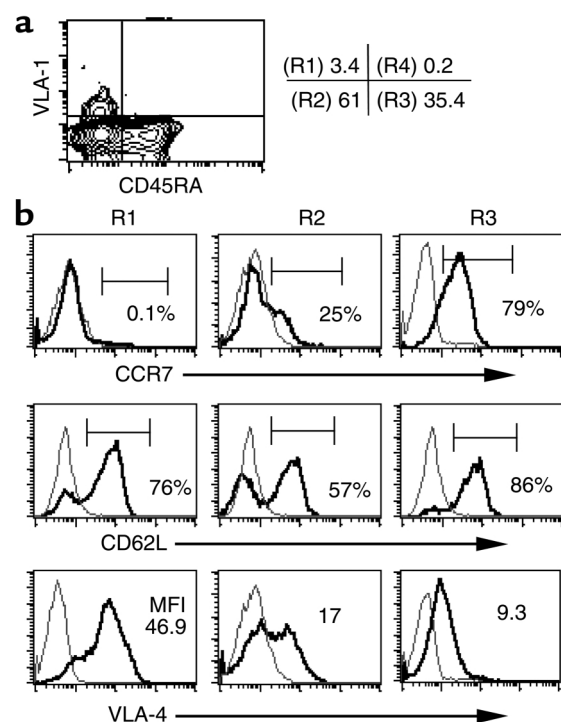 a
VLA-1
CD45RA
(R1) 3.4 (R4) 0.2
(R2) 61 (R3) 35.4
b
R1 R2 R3
0.1% 25% 79%
CCR7
76% 57% 86%
CD62L
MFI
46.9 17 9.3
VLA-4